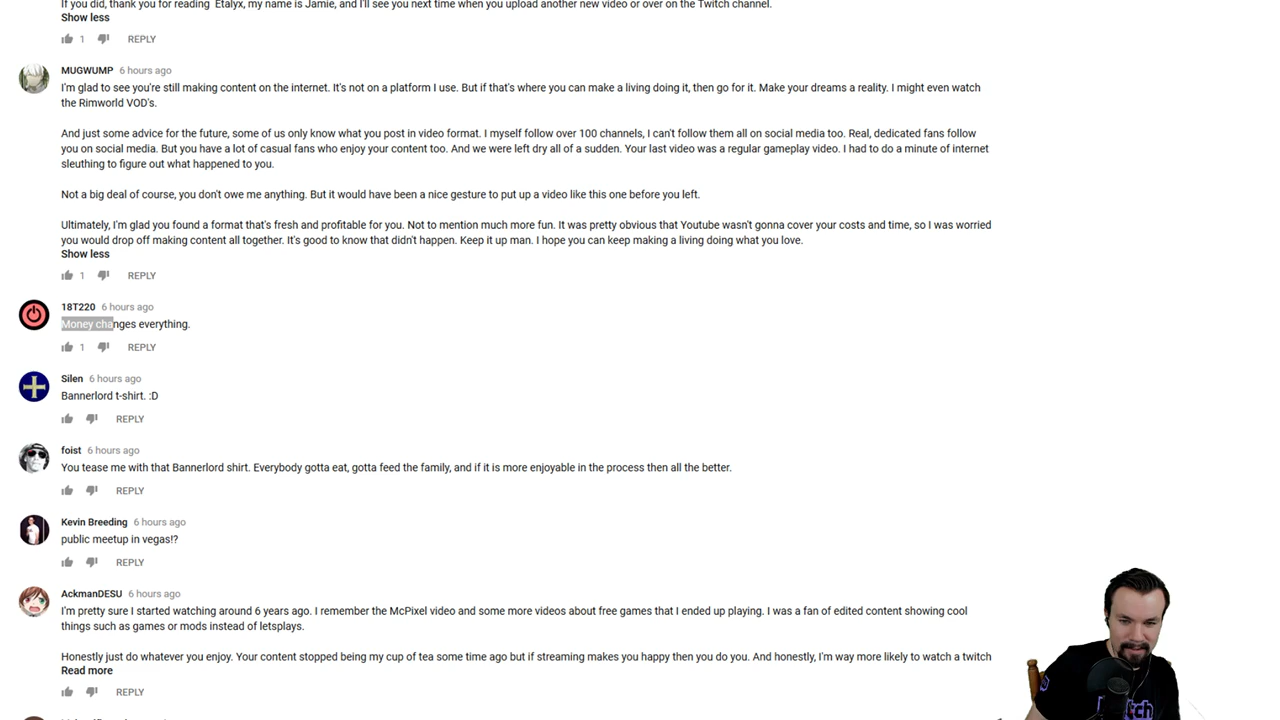 If you did, thank you for reading  Etalyx, my name is Jamie, and I'll see you next time when you upload another new video or over on the Twitch channel.
Show less
1 REPLY
MUGWUMP 6 hours ago
I'm glad to see you're still making content on the internet. It's not on a platform I use. But if that's where you can make a living doing it, then go for it. Make your dreams a reality. I might even watch
the Rimworld VOD's.
And just some advice for the future, some of us only know what you post in video format. I myself follow over 100 channels, I can't follow them all on social media too. Real, dedicated fans follow
you on social media. But you have a lot of casual fans who enjoy your content too. And we were left dry all of a sudden. Your last video was a regular gameplay video. I had to do a minute of internet
sleuthing to figure out what happened to you.
Not a big deal of course, you don't owe me anything. But it would have been a nice gesture to put up a video like this one before you left.
Ultimately, I'm glad you found a format that's fresh and profitable for you. Not to mention much more fun. It was pretty obvious that Youtube wasn't gonna cover your costs and time, so I was worried
you would drop off making content all together. It's good to know that didn't happen. Keep it up man. I hope you can keep making a living doing what you love.
Show less
1 REPLY
18T220 6 hours ago
Money changes everything.
1 REPLY
Silen 6 hours ago
Bannerlord t-shirt. :D
REPLY
foist 6 hours ago
You tease me with that Bannerlord shirt. Everybody gotta eat, gotta feed the family, and if it is more enjoyable in the process then all the better.
REPLY
Kevin Breeding 6 hours ago
public meetup in vegas!?
REPLY
AckmanDESU 6 hours ago
I'm pretty sure I started watching around 6 years ago. I remember the McPixel video and some more videos about free games that I ended up playing. I was a fan of edited content showing cool
things such as games or mods instead of letsplays.
Honestly just do whatever you enjoy. Your content stopped being my cup of tea some time ago but if streaming makes you happy then you do you. And honestly, I'm way more likely to watch a twitch
Read more
REPLY